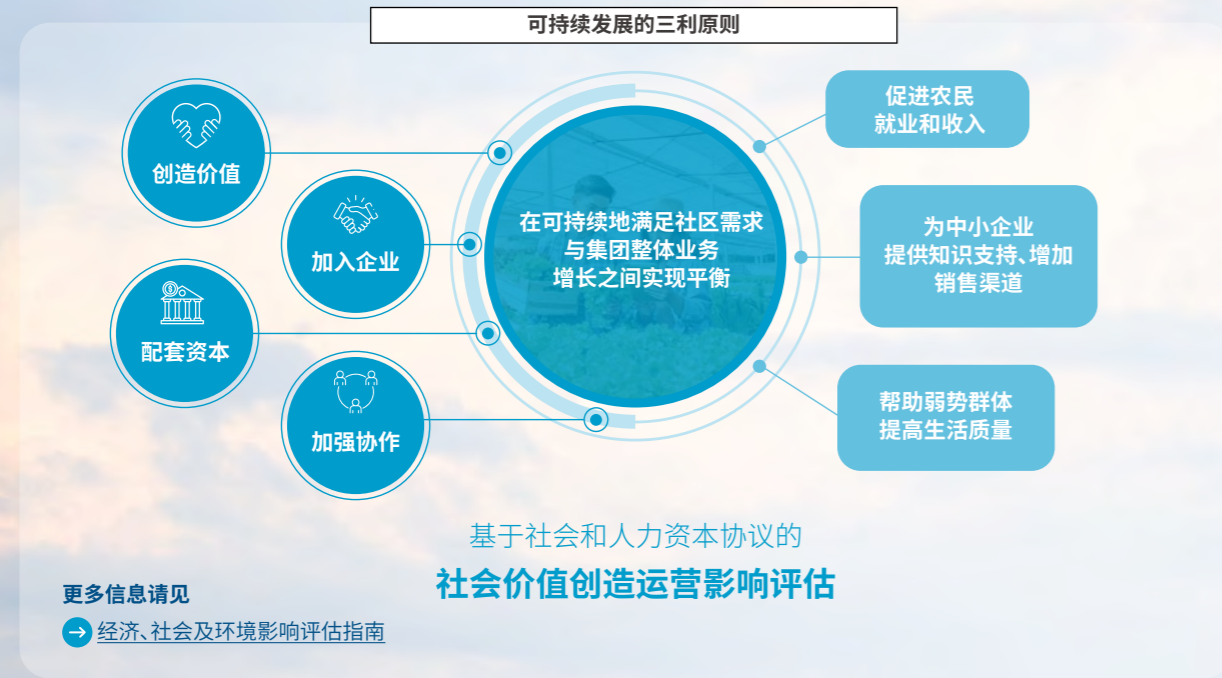 可持续发展的三利原则
创造价值
加入企业
配套资本
加强协作
在可持续地满足社区需求
与集团整体业务
增长之间实现平衡
促进农民
就业和收入
为中小企业
提供知识支持、增加
销售渠道
帮助弱势群体
提高生活质量
基于社会和人力资本协议的
社会价值创造运营影响评估
更多信息请见
经济、社会及环境影响评估指南